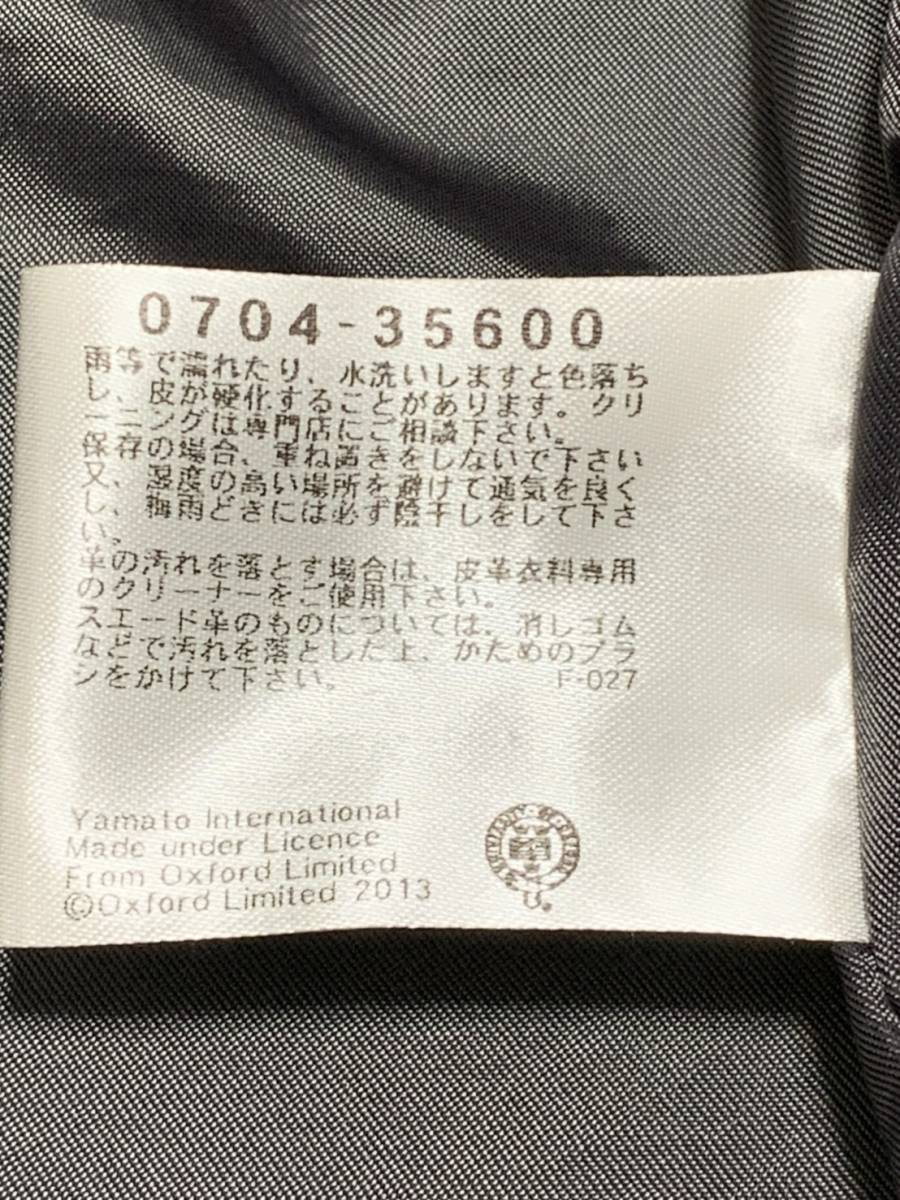 0704-35600
雨等で濡れたり、水洗いしますと色落ち
し、皮が硬化することがあります。クリ
ーニングは専門店にご相談下さい。
保存の場合、重ね置きをしないで下さい
又、湿度の高い場所を避けて通気を良く
し、梅雨どきには必ず陰干しをして下さ
い。
革の汚れを落とす場合は、皮革衣料専用
のクリーナーをご使用下さい。
スエード革のものについては、消しゴム
などで汚れを落とした上、かためのブラ
シをかけて下さい。 F-027
Yamato International
Made under Licence
From Oxford Limited
©Oxford Limited 2013